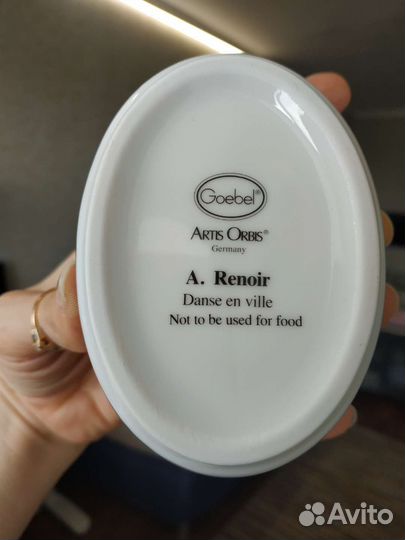 Goebel®
ARTIS ORBIS®
Germany
A. Renoir
Danse en ville
Not to be used for food
Avito